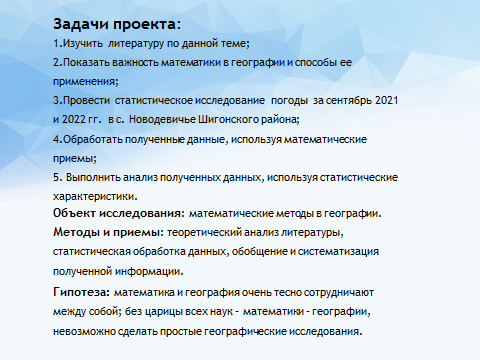 Задачи проекта:
1.Изучить литературу по данной теме;
2.Показать важность математики в географии и способы ее
применения;
3.Провести статистическое исследование погоды за сентябрь 2021
и 2022 гг. в с. Новодевичье Шигонского района;
4.Обработать полученные данные, используя математические
приемы;
5. Выполнить анализ полученных данных, используя статистические
характеристики.
Объект исследования: математические методы в географии.
Методы и приемы: теоретический анализ литературы,
статистическая обработка данных, обобщение и систематизация
полученной информации.
Гипотеза: математика и география очень тесно сотрудничают
между собой; без царицы всех наук – математики – географии,
невозможно сделать простые географические исследования.